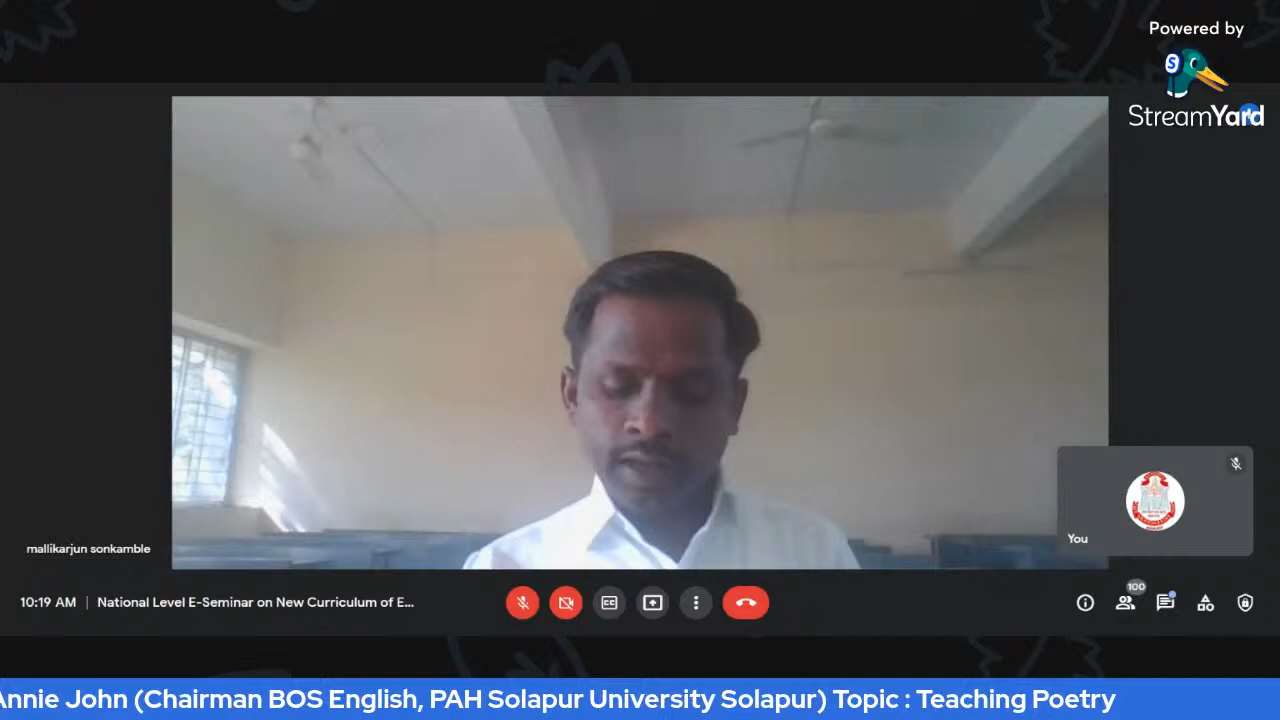 Powered by
StreamYard
mallikarjun sonkamble
You
10:19 AM | National Level E-Seminar on New Curriculum of E...
100
Annie John (Chairman BOS English, PAH Solapur University Solapur) Topic : Teaching Poetry